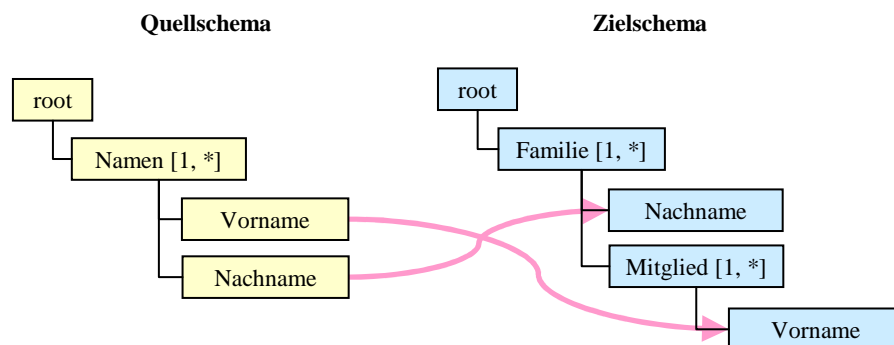 Quellschema
Zielschema
root
root
Namen [1, *]
Familie [1, *]
Vorname
Nachname
Nachname
Mitglied [1, *]
Vorname